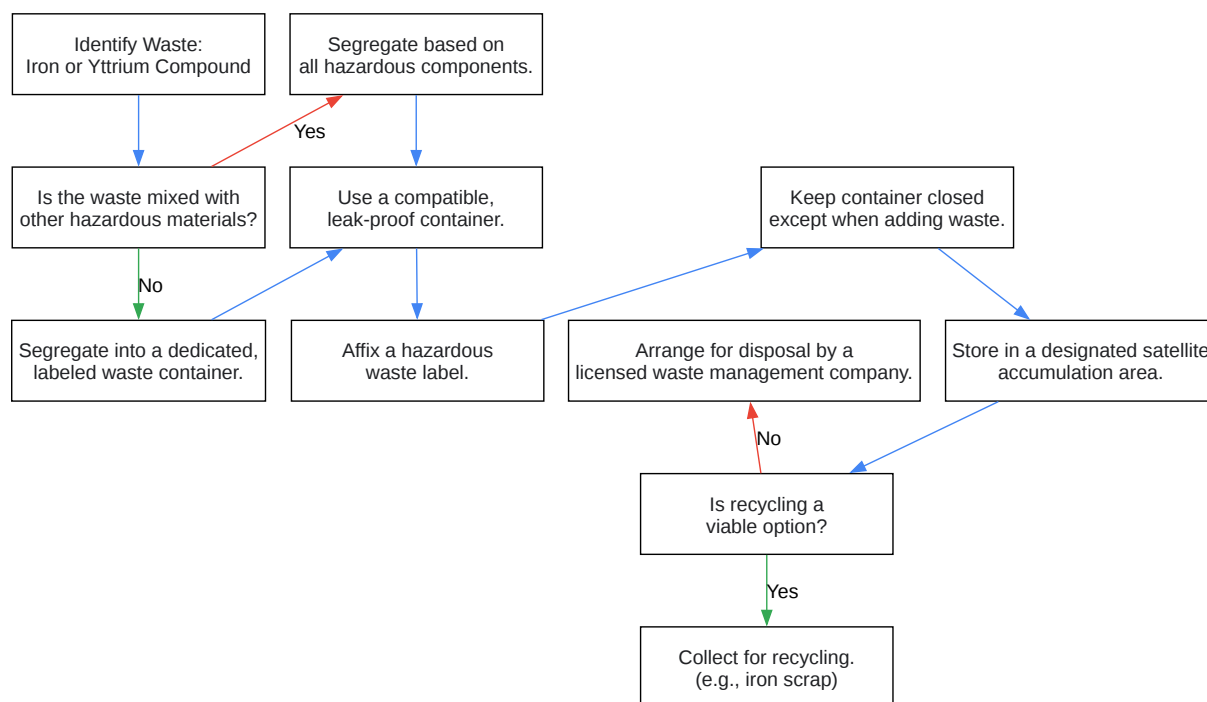 Identify Waste:
Iron or Yttrium Compound
Segregate based on
all hazardous components.
Yes
Is the waste mixed with
other hazardous materials?
Use a compatible,
leak-proof container.
Keep container closed
except when adding waste.
No
Segregate into a dedicated,
labeled waste container.
Affix a hazardous
waste label.
Arrange for disposal by a
licensed waste management company.
Store in a designated satellite
accumulation area.
No
Is recycling a
viable option?
Yes
Collect for recycling.
(e.g., iron scrap)